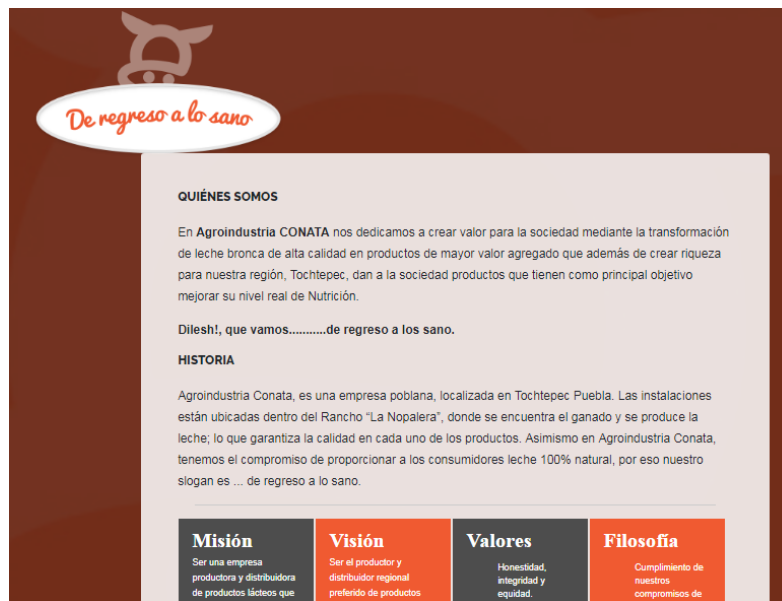 De regreso a lo sano
QUIÉNES SOMOS
En Agroindustria CONATA nos dedicamos a crear valor para la sociedad mediante la transformación
de leche bronca de alta calidad en productos de mayor valor agregado que además de crear riqueza
para nuestra región, Tochtepec, dan a la sociedad productos que tienen como principal objetivo
mejorar su nivel real de Nutrición.
Dilesh!, que vamos...........de regreso a los sano.
HISTORIA
Agroindustria Conata, es una empresa poblana, localizada en Tochtepec Puebla. Las instalaciones
están ubicadas dentro del Rancho “La Nopalera”, donde se encuentra el ganado y se produce la
leche; lo que garantiza la calidad en cada uno de los productos. Asimismo en Agroindustria Conata,
tenemos el compromiso de proporcionar a los consumidores leche 100% natural, por eso nuestro
slogan es ... de regreso a lo sano.
Misión
Ser una empresa
productora y distribuidora
de productos lácteos que
Visión
Ser el productor y
distribuidor regional
preferido de productos
Valores
Honestidad,
integridad y
equidad.
Filosofía
Cumplimiento de
nuestros
compromisos de